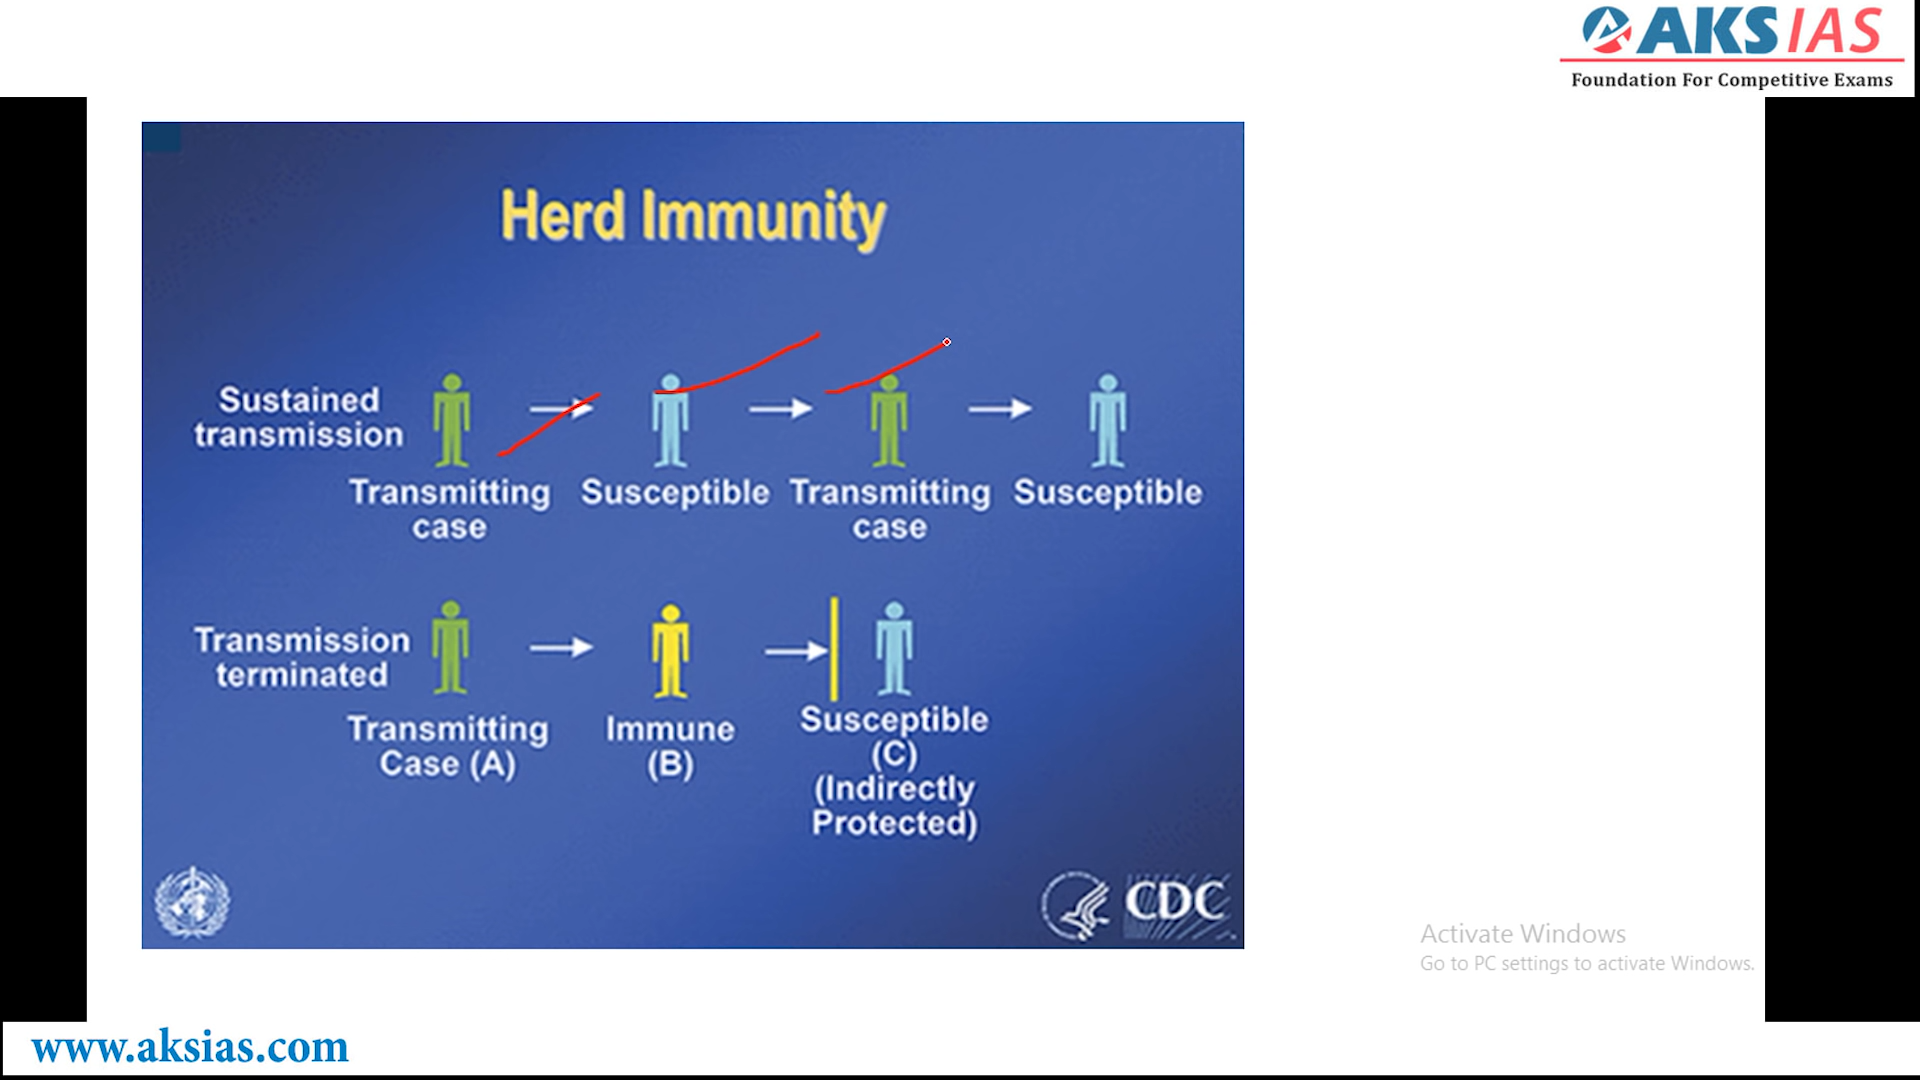 AKS IAS
Foundation For Competitive Exams
Herd Immunity
Sustained
transmission
Transmitting
case
Susceptible
Transmitting
case
Susceptible
Transmission
terminated
Transmitting
Case (A)
Immune
(B)
Susceptible
(C)
(Indirectly
Protected)
CDC
Activate Windows
Go to PC settings to activate Windows.
www.aksias.com